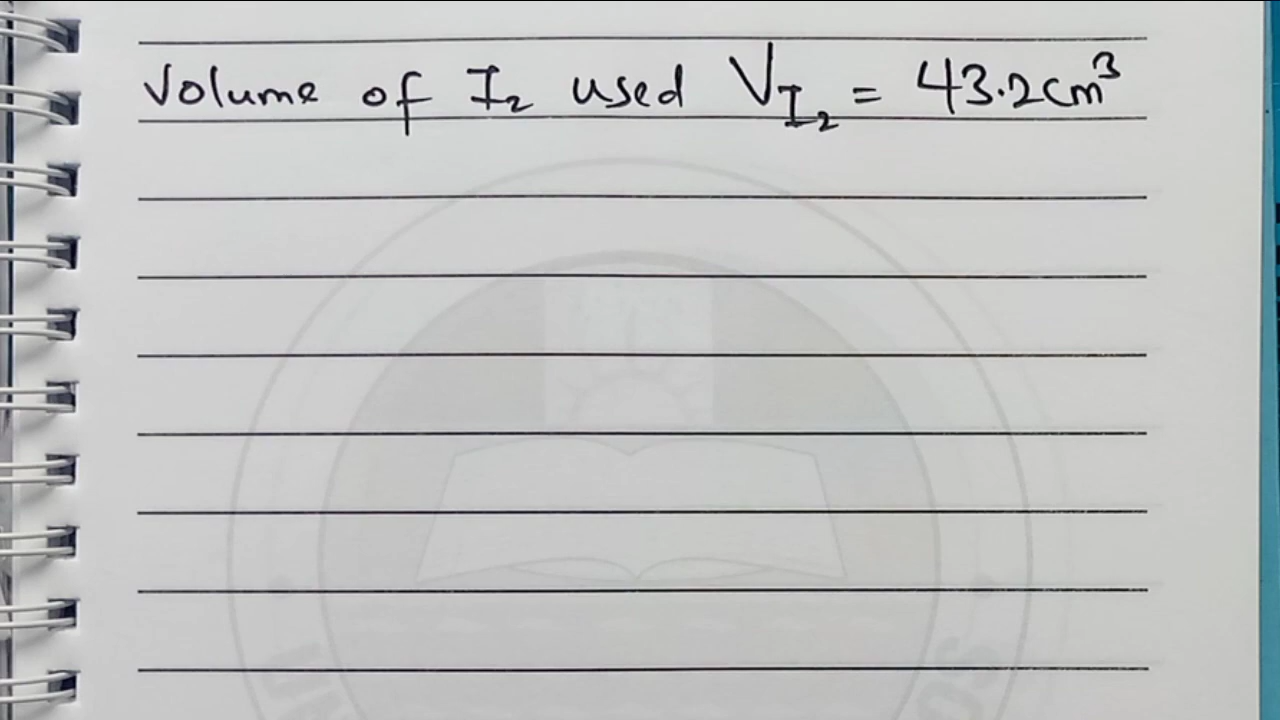 Volume of I₂ used V_I₂ = 43.2cm³